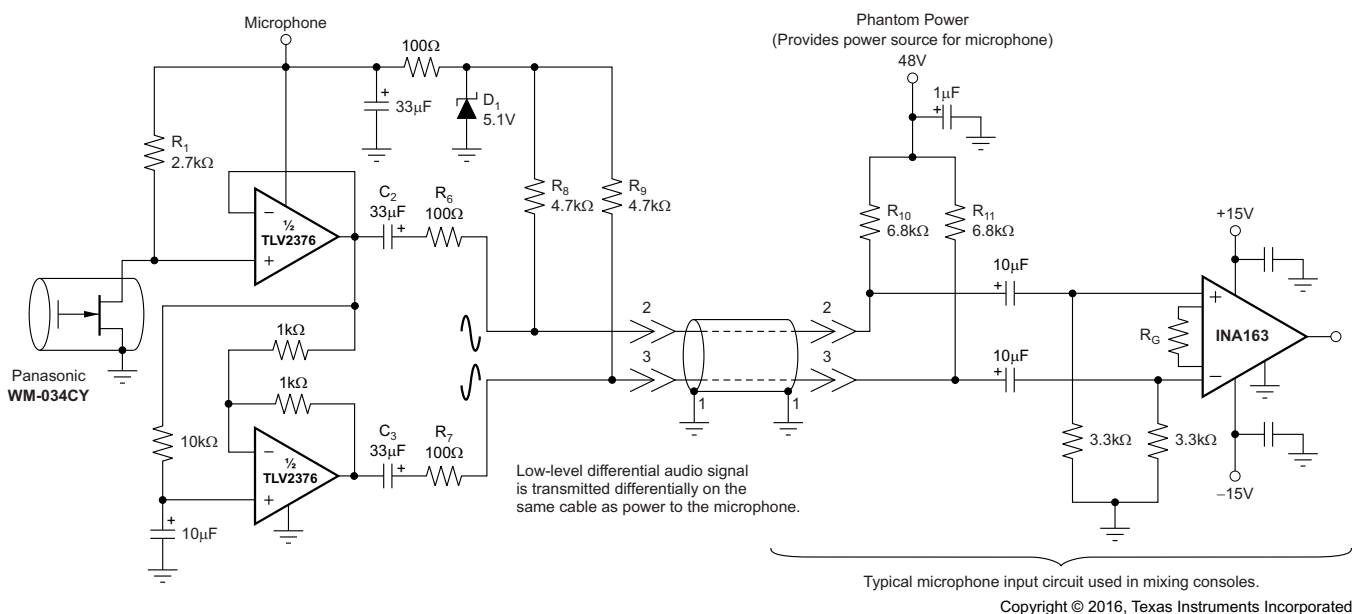 Microphone
100Ω
+
33μF
D1
5.1V
R1
2.7kΩ
Phantom Power
(Provides power source for microphone)
48V
1μF
+
R8
4.7kΩ
R9
4.7kΩ
R10
6.8kΩ
R11
6.8kΩ
+15V
−
½
TLV2376
+
C2
33μF
+
R6
100Ω
10μF
+
+
RG
INA163
−
1kΩ
2
2
3
3
1
1
10μF
+
Panasonic
WM-034CY
1kΩ
10kΩ
−
½
TLV2376
+
C3
33μF
+
R7
100Ω
3.3kΩ
3.3kΩ
−15V
+
10μF
Low-level differential audio signal
is transmitted differentially on the
same cable as power to the microphone.
Typical microphone input circuit used in mixing consoles.
Copyright © 2016, Texas Instruments Incorporated